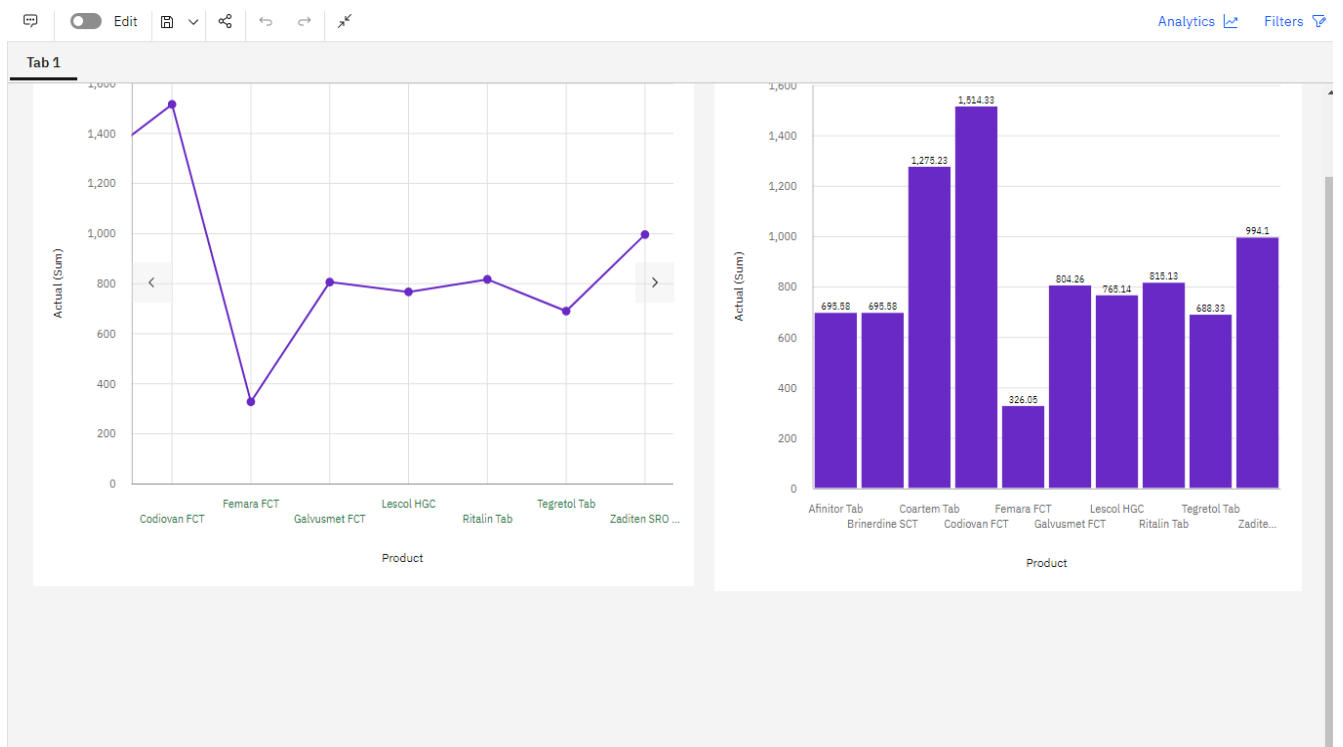 Edit
Analytics
Filters
Tab 1
1,600
1,400
1,200
1,000
800
600
400
200
0
Actual (Sum)
Femara FCT
Lescol HGC
Tegretol Tab
Codiovan FCT
Galvusmet FCT
Ritalin Tab
Zaditen SRO ...
Product
1,600
1,400
1,200
1,000
800
600
400
200
0
Actual (Sum)
695.58
695.58
1,275.23
1,514.33
326.05
804.26
765.14
815.13
688.33
994.1
Afinitor Tab
Coartem Tab
Femara FCT
Lescol HGC
Tegretol Tab
Brinerdine SCT
Codiovan FCT
Galvusmet FCT
Ritalin Tab
Zadite...
Product